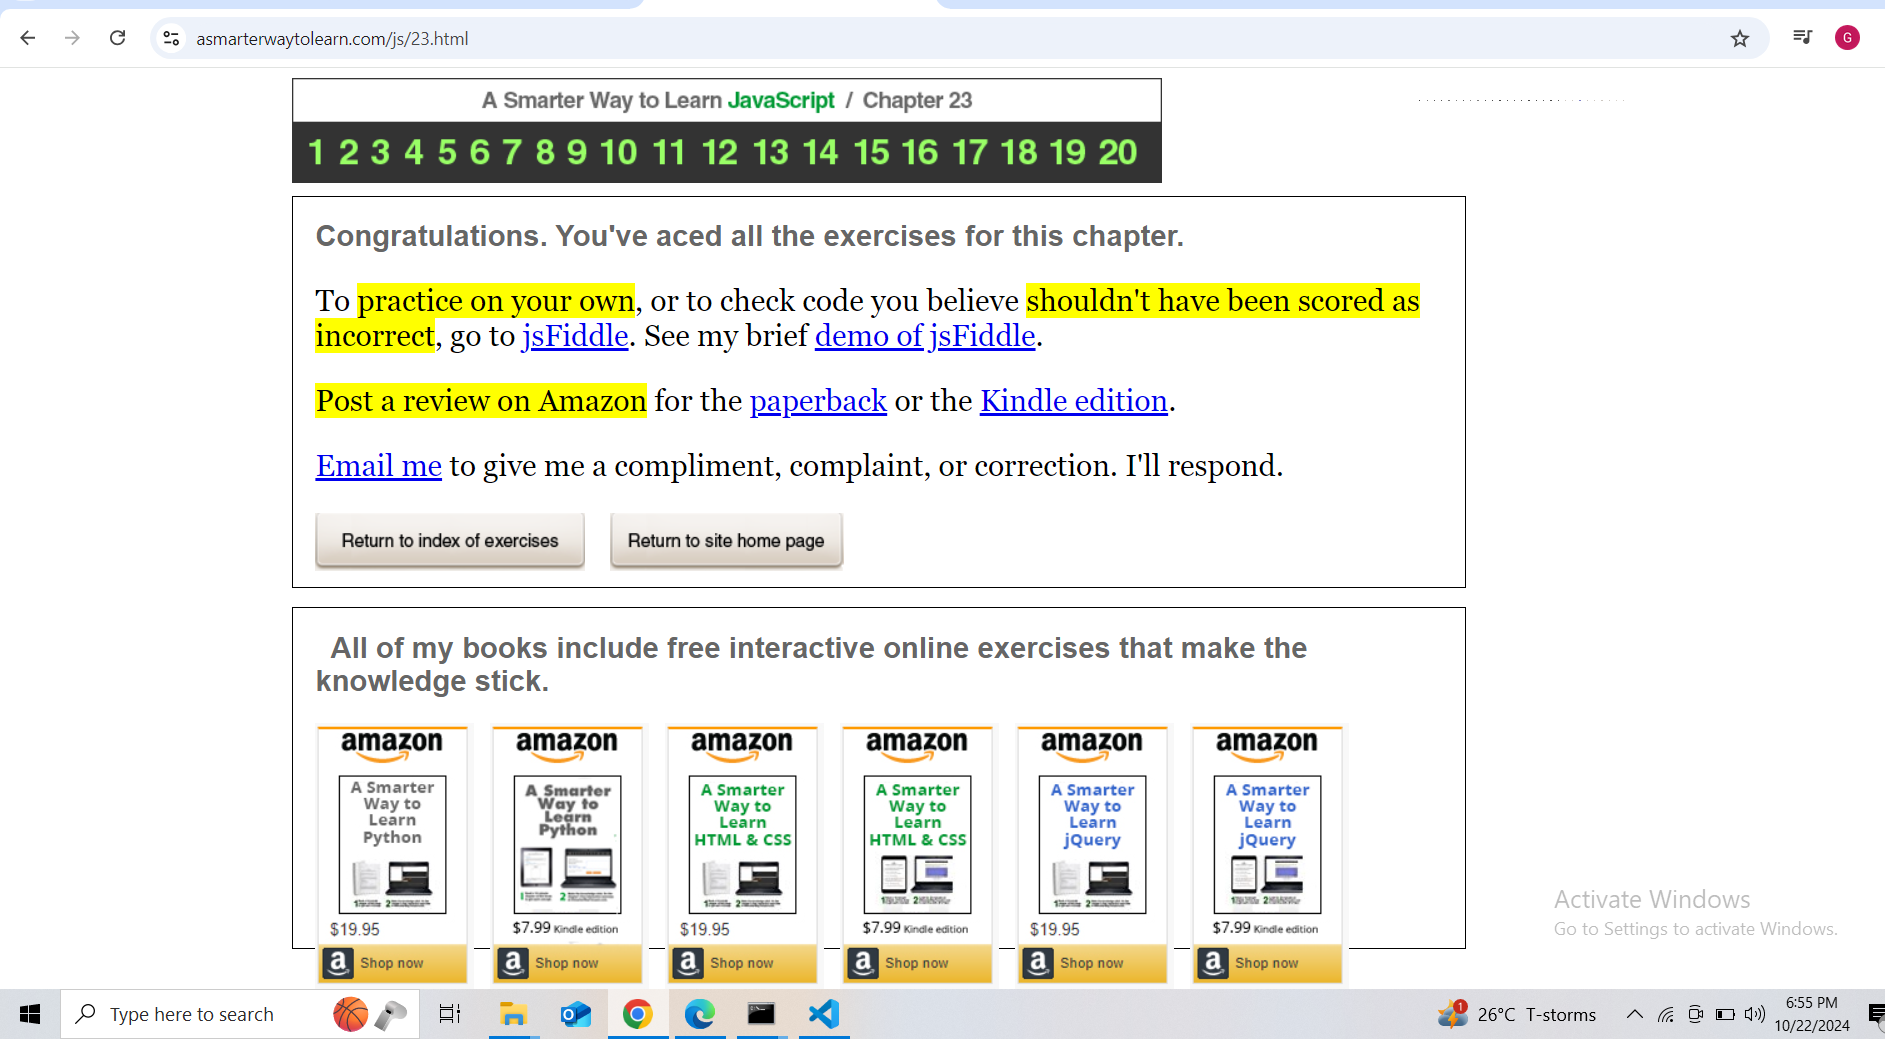 asmarterwaytolearn.com/js/23.html
G
A Smarter Way to Learn JavaScript / Chapter 23
1 2 3 4 5 6 7 8 9 10 11 12 13 14 15 16 17 18 19 20
Congratulations. You've aced all the exercises for this chapter.
To practice on your own, or to check code you believe shouldn't have been scored as
incorrect, go to jsFiddle. See my brief demo of jsFiddle.
Post a review on Amazon for the paperback or the Kindle edition.
Email me to give me a compliment, complaint, or correction. I'll respond.
Return to index of exercises Return to site home page
All of my books include free interactive online exercises that make the
knowledge stick.
amazon amazon amazon amazon amazon amazon
A Smarter A Smarter A Smarter A Smarter A Smarter A Smarter
Way to Way to Way to Way to Way to Way to
Learn Learn Learn Learn Learn Learn
Python Python HTML & CSS HTML & CSS jQuery jQuery
$19.95 $7.99 Kindle edition $19.95 $7.99 Kindle edition $19.95 $7.99 Kindle edition
a Shop now a Shop now a Shop now a Shop now a Shop now a Shop now
Activate Windows
Go to Settings to activate Windows.
Type here to search
1
26°C T-storms
6:55 PM
10/22/2024